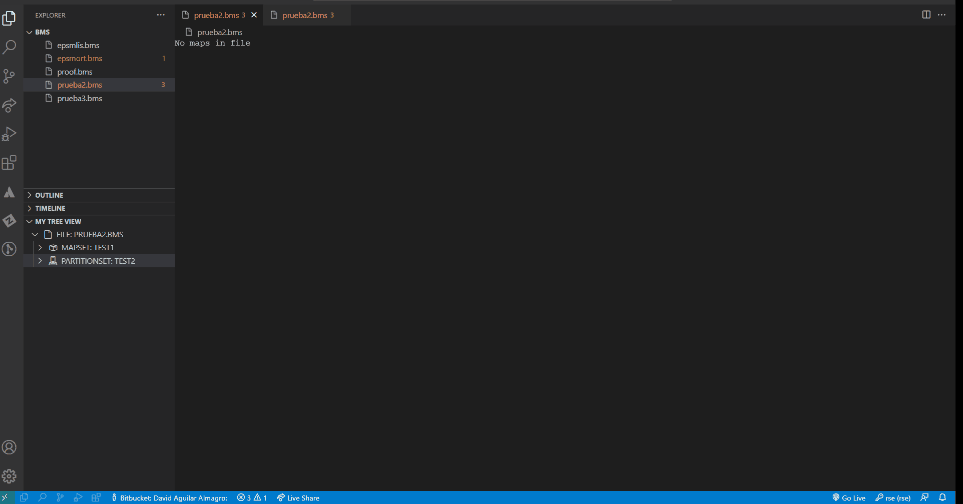 EXPLORER ...
BMS
epsmlis.bms
epsmort.bms 1
proof.bms
prueba2.bms 3
prueba3.bms
OUTLINE
TIMELINE
MY TREE VIEW
FILE: PRUEBA2.BMS
MAPSET: TEST1
PARTITIONSET: TEST2
prueba2.bms 3
prueba2.bms 3
prueba2.bms
No maps in file
Bitbucket: David Aguilar Almagro: 3 1 Live Share Go Live rse (rse)